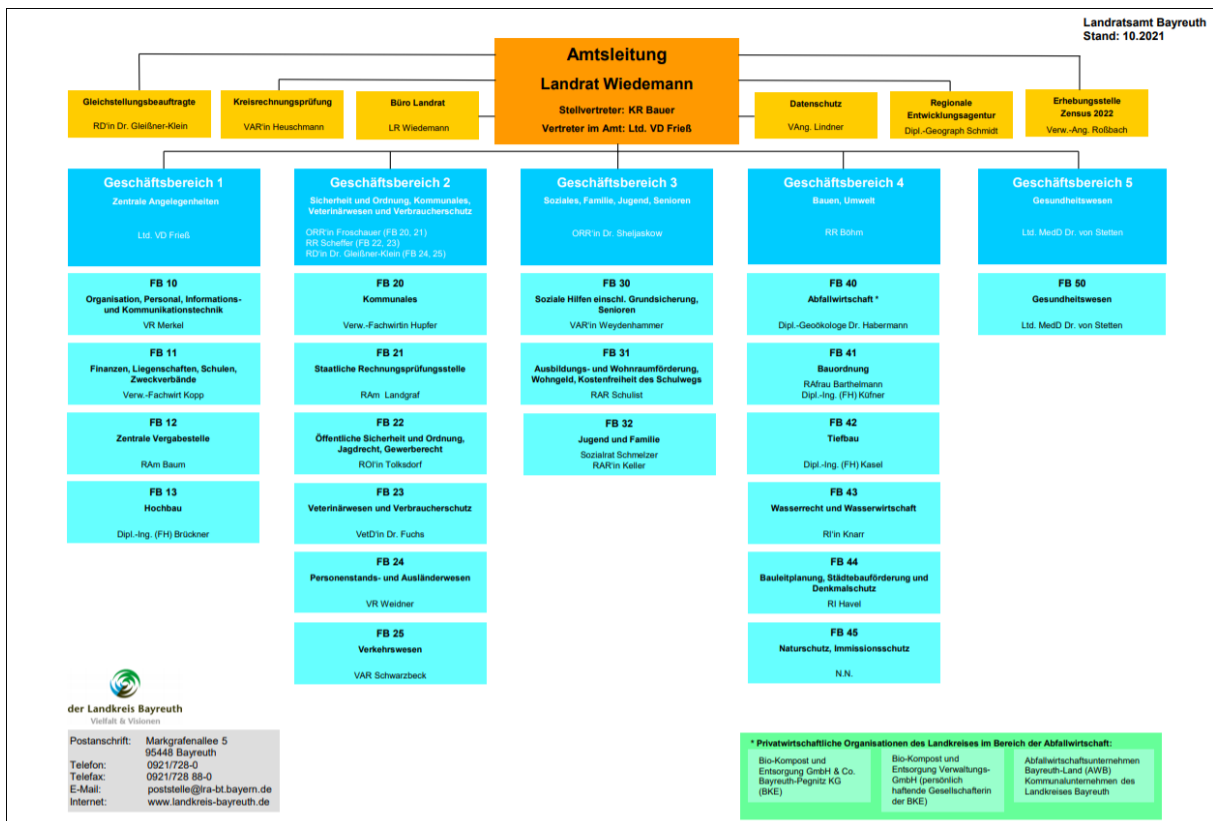 Landratsamt Bayreuth
Stand: 10.2021
Amtsleitung
Landrat Wiedemann
Stellvertreter: KR Bauer
Vertreter im Amt: Ltd. VD Frieß
Gleichstellungsbeauftragte
RD'in Dr. Gleißner-Klein
Kreisrechnungsprüfung
VAR'in Heuschmann
Büro Landrat
LR Wiedemann
Datenschutz
VAng. Lindner
Regionale
Entwicklungsagentur
Dipl.-Geograph Schmidt
Erhebungsstelle
Zensus 2022
Verw.-Ang. Roßbach
Geschäftsbereich 1
Zentrale Angelegenheiten
Ltd. VD Frieß
FB 10
Organisation, Personal, Informations-
und Kommunikationstechnik
VR Merkel
FB 11
Finanzen, Liegenschaften, Schulen,
Zweckverbände
Verw.-Fachwirt Kopp
FB 12
Zentrale Vergabestelle
RAm Baum
FB 13
Hochbau
Dipl.-Ing. (FH) Brückner
Geschäftsbereich 2
Sicherheit und Ordnung, Kommunales,
Veterinärwesen und Verbraucherschutz
ORR'in Froschauer (FB 20, 21)
RR Scheffer (FB 22, 23)
RD'in Dr. Gleißner-Klein (FB 24, 25)
FB 20
Kommunales
Verw.-Fachwirtin Hupfer
FB 21
Staatliche Rechnungsprüfungsstelle
RAm Landgraf
FB 22
Öffentliche Sicherheit und Ordnung,
Jagdrecht, Gewerberecht
ROI'in Tolksdorf
FB 23
Veterinärwesen und Verbraucherschutz
VetD'in Dr. Fuchs
FB 24
Personenstands- und Ausländerwesen
VR Weidner
FB 25
Verkehrswesen
VAR Schwarzbeck
Geschäftsbereich 3
Soziales, Familie, Jugend, Senioren
ORR'in Dr. Sheljaskow
FB 30
Soziale Hilfen einschl. Grundsicherung,
Senioren
VAR'in Weydenhammer
FB 31
Ausbildungs- und Wohnraumförderung,
Wohngeld, Kostenfreiheit des Schulwegs
RAR Schulist
FB 32
Jugend und Familie
Sozialrat Schmelzer
RAR'in Keller
Geschäftsbereich 4
Bauen, Umwelt
RR Böhm
FB 40
Abfallwirtschaft *
Dipl.-Geoökologe Dr. Habermann
FB 41
Bauordnung
RAfrau Barthelmann
Dipl.-Ing. (FH) Küfner
FB 42
Tiefbau
Dipl.-Ing. (FH) Kasel
FB 43
Wasserrecht und Wasserwirtschaft
RI'in Knarr
FB 44
Bauleitplanung, Städtebauförderung und
Denkmalschutz
RI Havel
FB 45
Naturschutz, Immissionsschutz
N.N.
Geschäftsbereich 5
Gesundheitswesen
Ltd. MedD Dr. von Stetten
FB 50
Gesundheitswesen
Ltd. MedD Dr. von Stetten
der Landkreis Bayreuth
Vielfalt & Visionen
Postanschrift: Markgrafenallee 5
95448 Bayreuth
Telefon: 0921/728-0
Telefax: 0921/728 88-0
E-Mail: poststelle@lra-bt.bayern.de
Internet: www.landkreis-bayreuth.de
* Privatwirtschaftliche Organisationen des Landkreises im Bereich der Abfallwirtschaft:
Bio-Kompost und
Entsorgung GmbH & Co.
Bayreuth-Pegnitz KG
(BKE)
Bio-Kompost und
Entsorgung Verwaltungs-
GmbH (persönlich
haftende Gesellschafterin
der BKE)
Abfallwirtschaftsunternehmen
Bayreuth-Land (AWB)
Kommunalunternehmen des
Landkreises Bayreuth